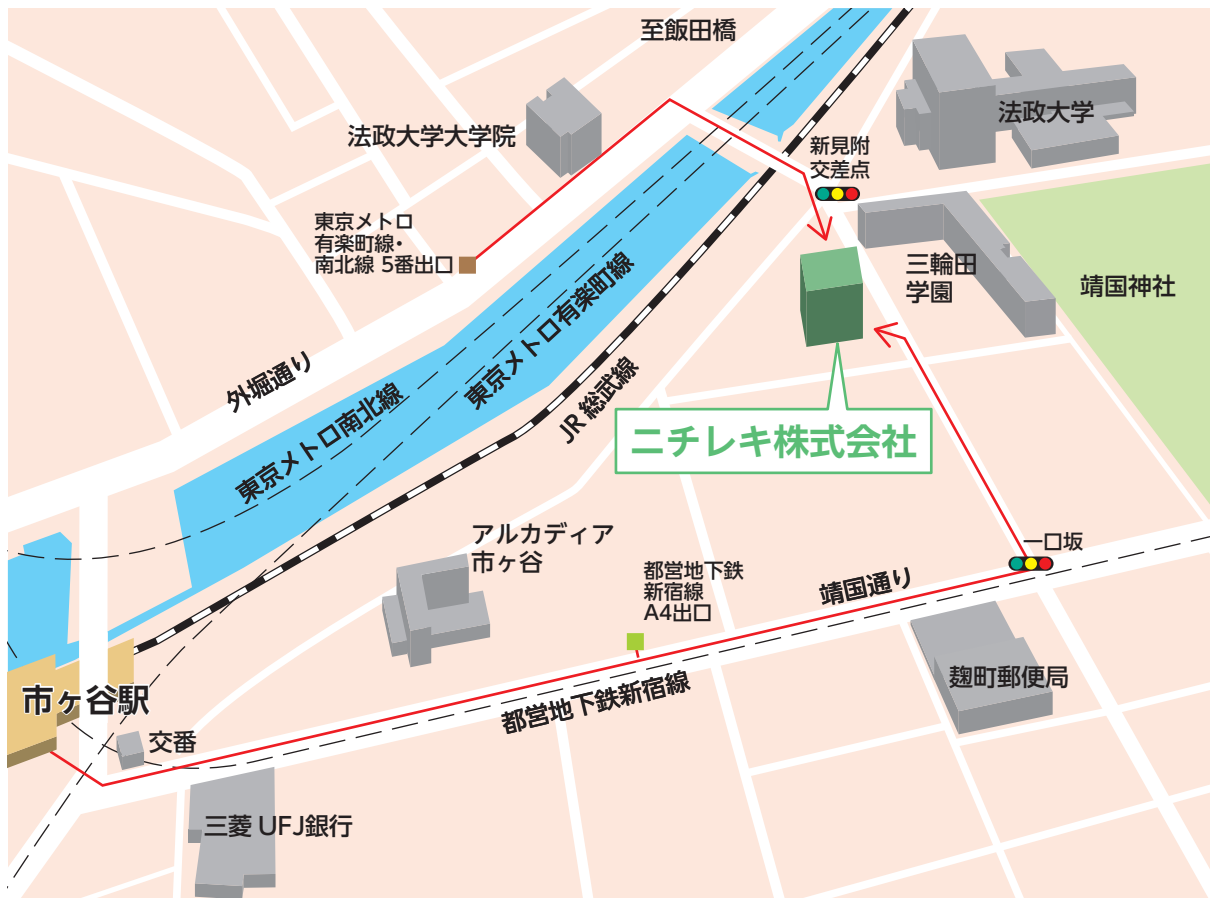 至飯田橋
法政大学大学院
法政大学
新見附
交差点
東京メトロ
有楽町線・
南北線 5番出口
三輪田
学園
靖国神社
外堀通り
東京メトロ南北線
東京メトロ有楽町線
JR 総武線
ニチレキ株式会社
アルカディア
市ヶ谷
都営地下鉄
新宿線
A4出口
一口坂
靖国通り
都営地下鉄新宿線
麹町郵便局
市ヶ谷駅
交番
三菱 UFJ銀行